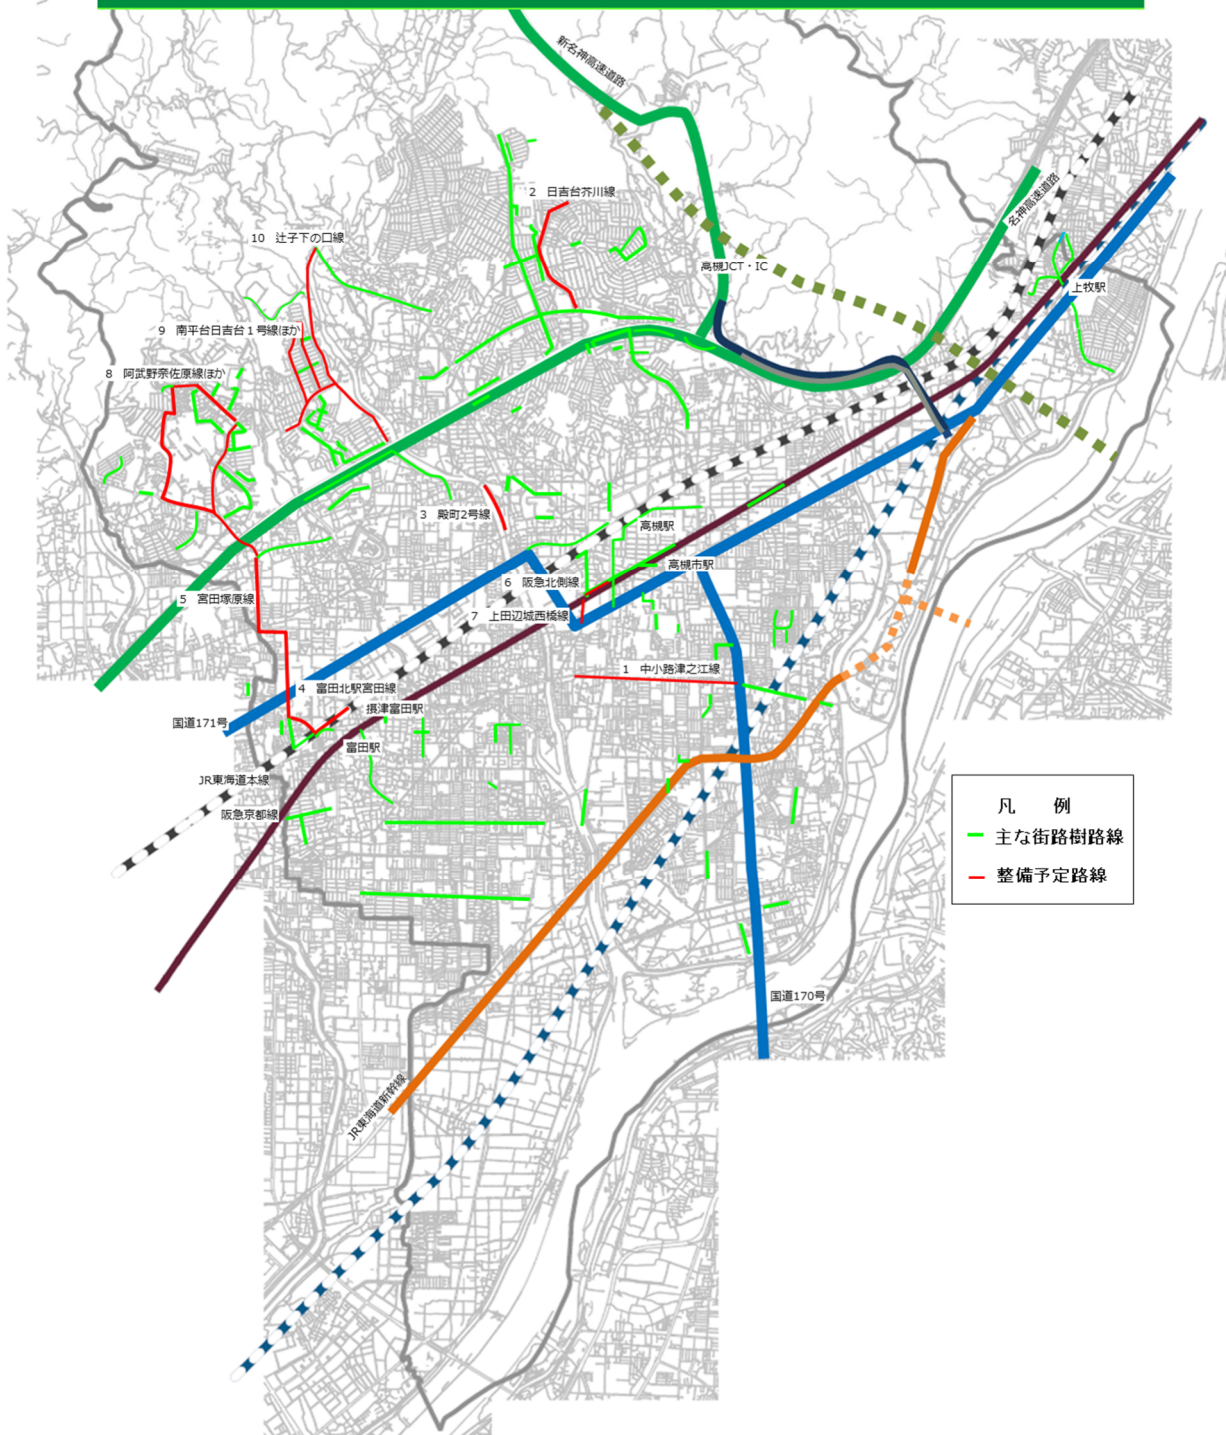 新名神高速道路
名神高速道路
2 日吉台芥川線
10 辻子下の口線
高槻JCT・IC
上牧駅
9 南平台日吉台１号線ほか
8 阿武野奈佐原線ほか
3 殿町2号線
高槻駅
高槻市駅
6 阪急北側線
5 宮田塚原線
7 上田辺城西橋線
1 中小路津之江線
4 富田北駅宮田線
摂津富田駅
国道171号
富田駅
JR東海道本線
阪急京都線
凡 例
主な街路樹路線
整備予定路線
国道170号
JR東海道新幹線